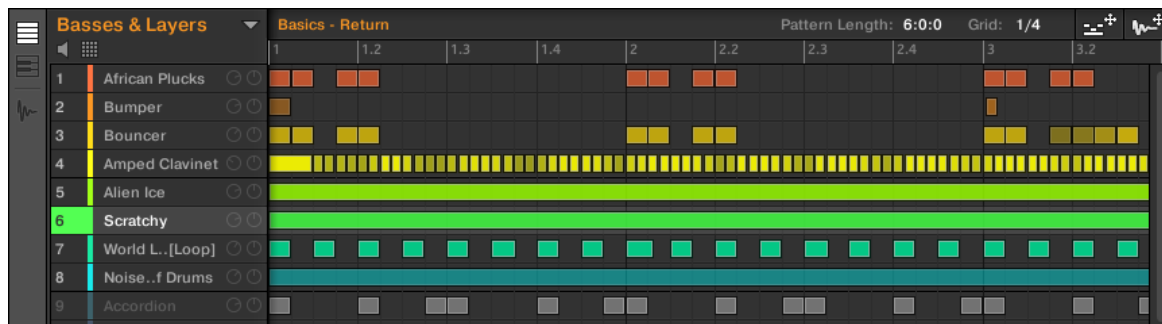 Basses & Layers Basics - Return Pattern Length: 6:0:0 Grid: 1/4
1 1.2 1.3 1.4 2 2.2 2.3 2.4 3 3.2
1 African Plucks
2 Bumper
3 Bouncer
4 Amped Clavinet
5 Alien Ice
6 Scratchy
7 World L..[Loop]
8 Noise..f Drums
9 Accordion